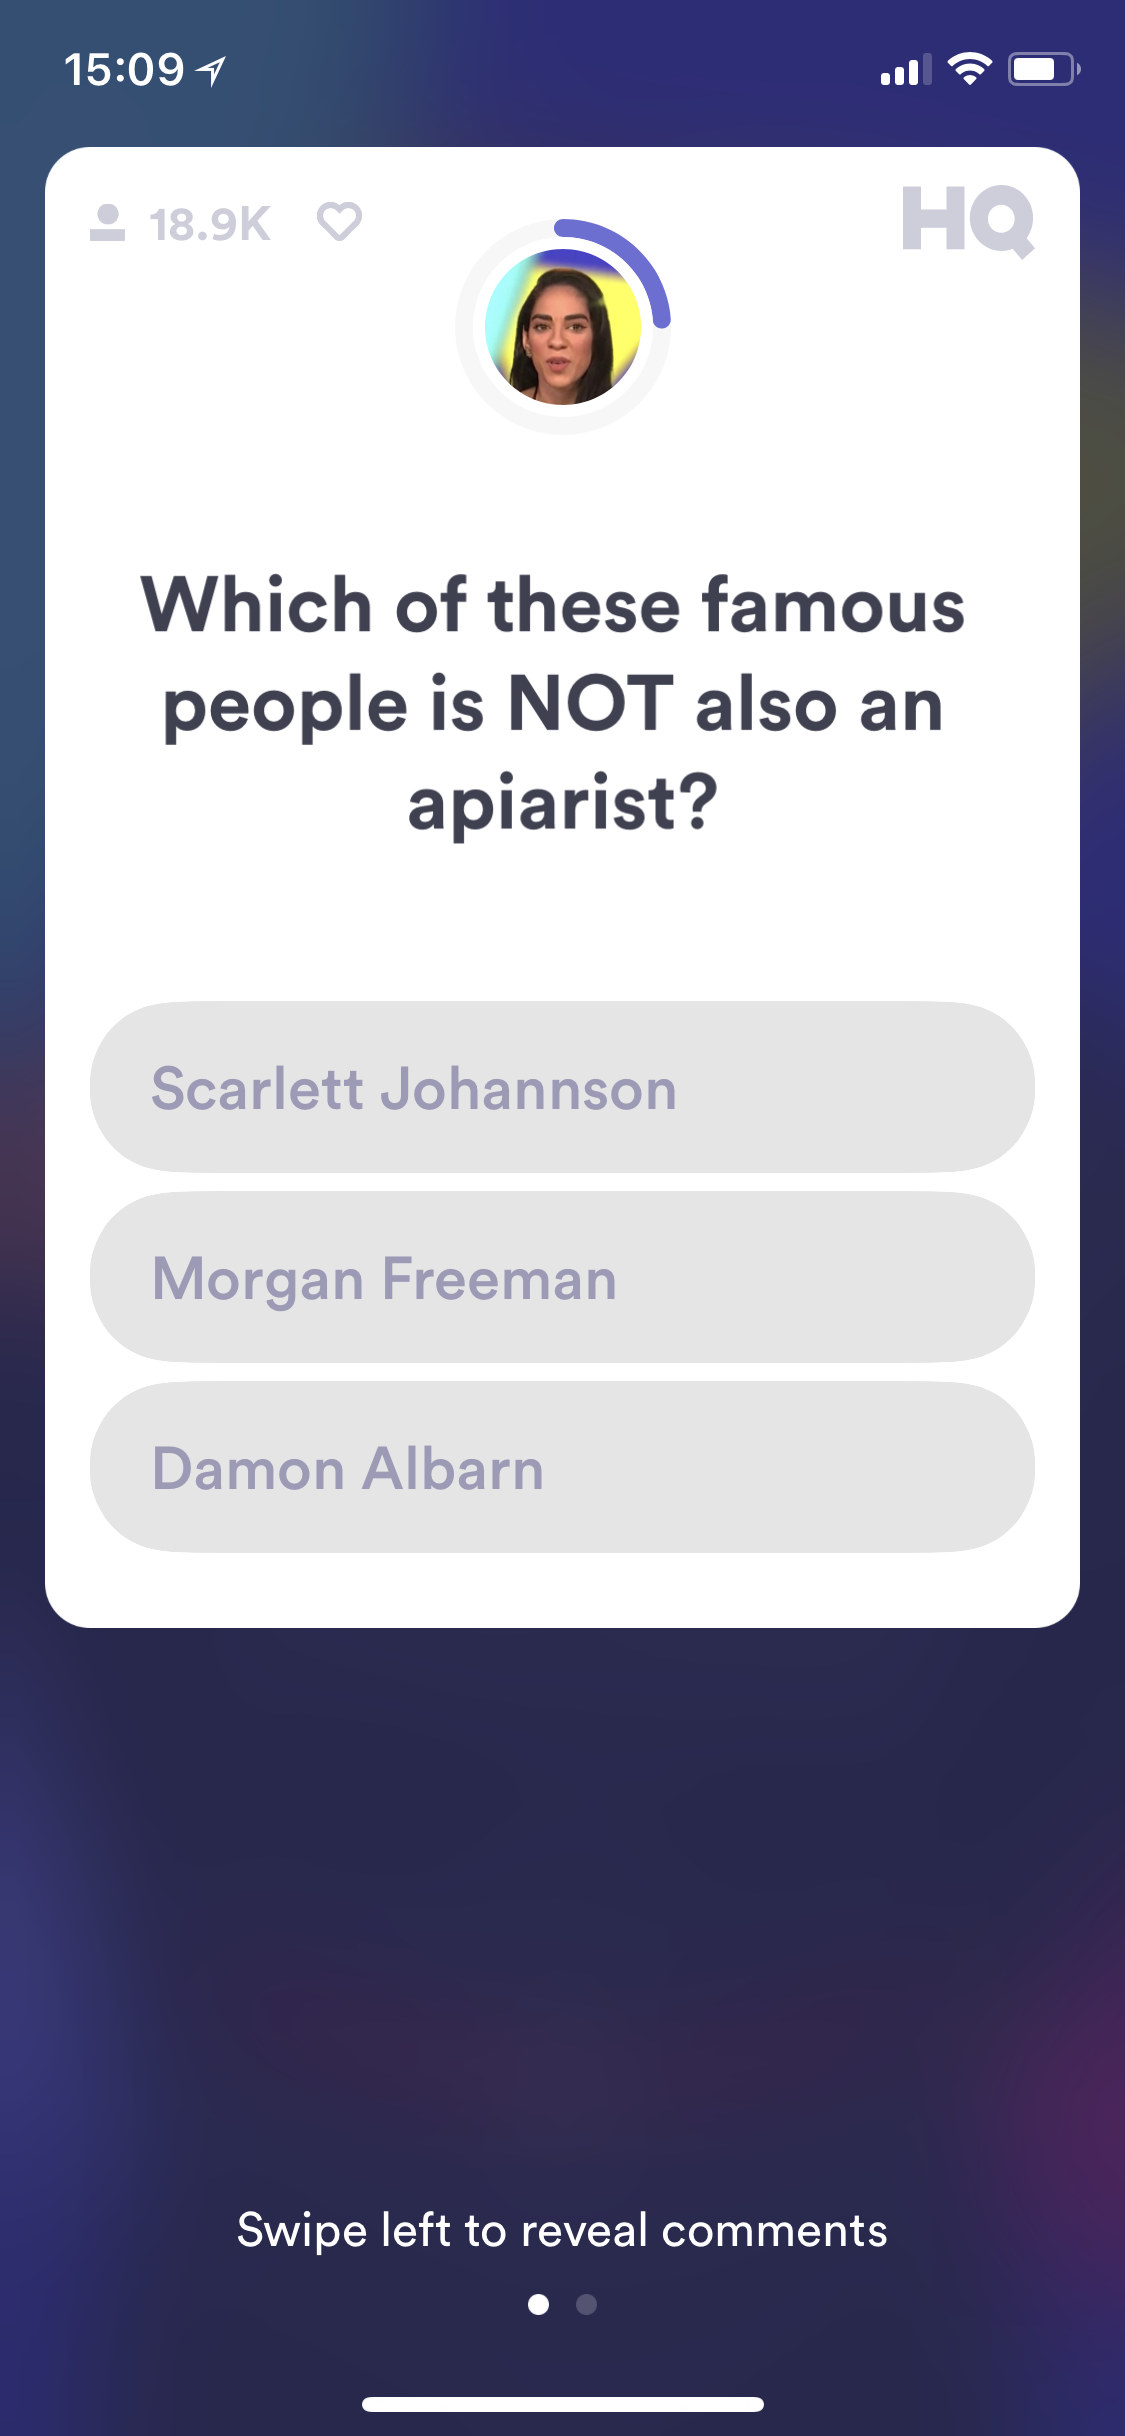 15:09
18.9K
HQ
Which of these famous
people is NOT also an
apiarist?
Scarlett Johannson
Morgan Freeman
Damon Albarn
Swipe left to reveal comments